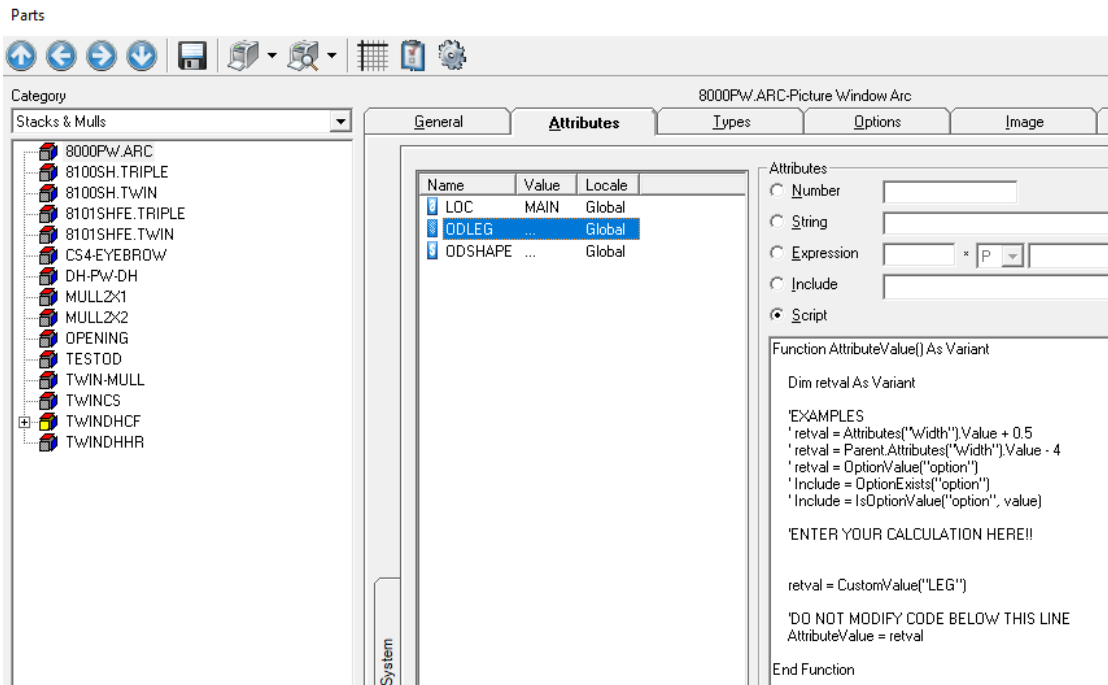 Parts
Category
8000PW.ARC-Picture Window Arc
Stacks & Mulls
General
Attributes
Types
Options
Image
8000PW.ARC
8100SH.TRIPLE
8100SH.TWIN
8101SHFE.TRIPLE
8101SHFE.TWIN
CS4-EYEBROW
DH-PW-DH
MULL2X1
MULL2X2
OPENING
TESTOD
TWIN-MULL
TWINCS
TWINDHCF
TWINDHHR
System
Name Value Locale
LOC MAIN Global
ODLEG ... Global
ODSHAPE ... Global
Attributes
Number
String
Expression * P
Include
Script
Function AttributeValue() As Variant
Dim retval As Variant
'EXAMPLES
' retval = Attributes("Width").Value + 0.5
' retval = Parent.Attributes("Width").Value - 4
' retval = OptionValue("option")
' Include = OptionExists("option")
' Include = IsOptionValue("option", value)
'ENTER YOUR CALCULATION HERE!!
retval = CustomValue("LEG")
'DO NOT MODIFY CODE BELOW THIS LINE
AttributeValue = retval
End Function